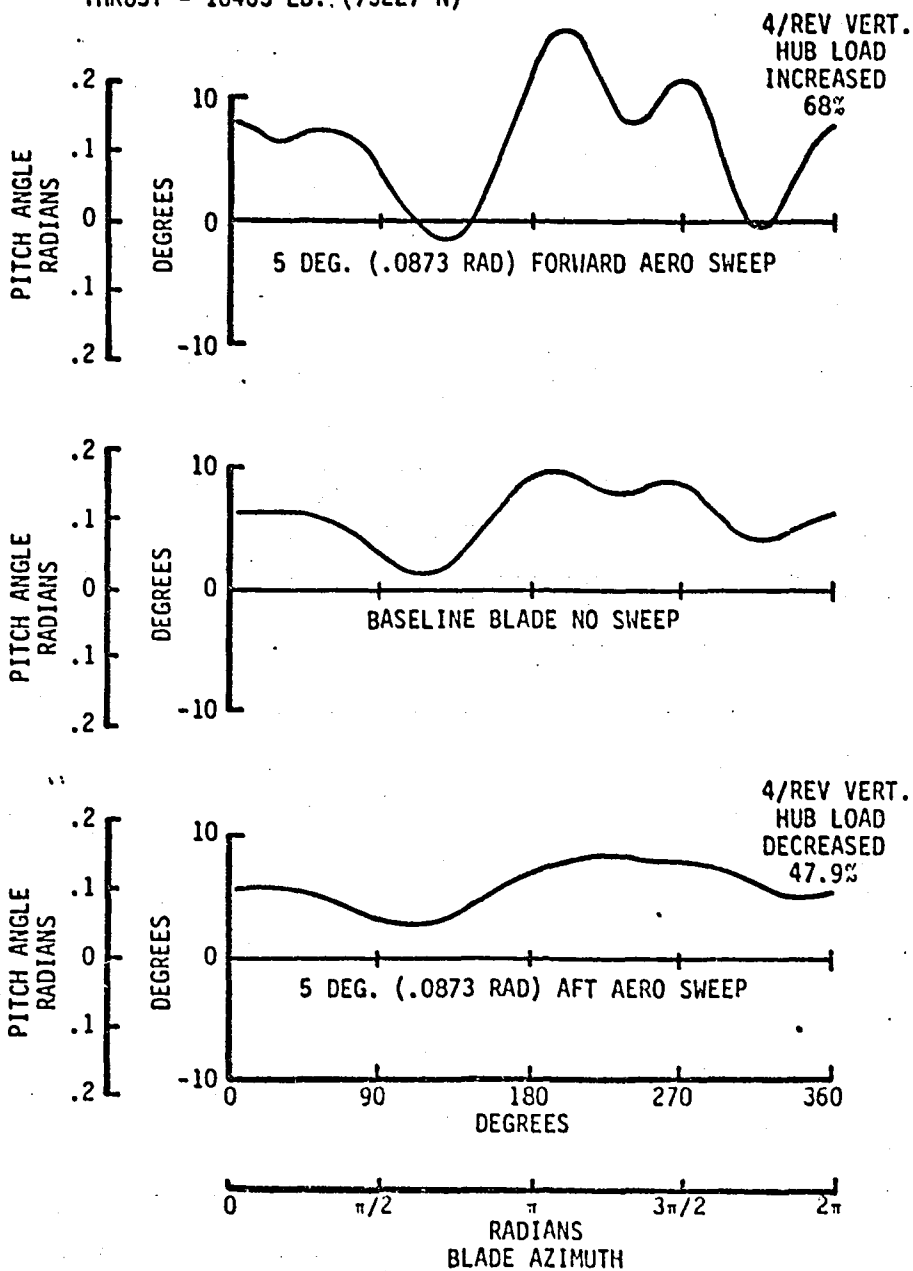 THRUST LB.
4/REV VERT.
HUB LOAD
INCREASED
68%
PITCH ANGLE
RADIANS
.2
.1
0
.1
.2
DEGREES
10
0
-10
5 DEG. (.0873 RAD) FORWARD AERO SWEEP
PITCH ANGLE
RADIANS
.2
.1
0
.1
.2
DEGREES
10
0
-10
BASELINE BLADE NO SWEEP
4/REV VERT.
HUB LOAD
DECREASED
47.9%
PITCH ANGLE
RADIANS
.2
.1
0
.1
.2
DEGREES
10
0
-10
5 DEG. (.0873 RAD) AFT AERO SWEEP
0 90 180 270 360
DEGREES
0 π/2 π 3π/2 2π
RADIANS
BLADE AZIMUTH